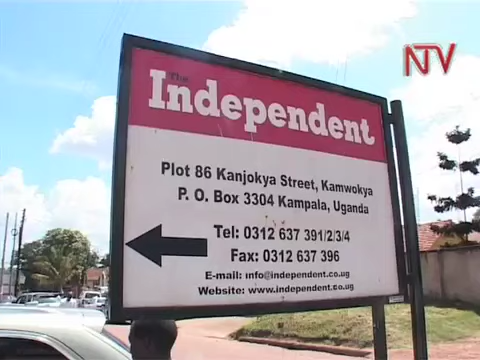 NTV
The
Independent
Plot 86 Kanjokya Street, Kamwokya
P. O. Box 3304 Kampala, Uganda
Tel: 0312 637 391/2/3/4
Fax: 0312 637 396
E-mail: info@independent.co.ug
Website: www.independent.co.ug